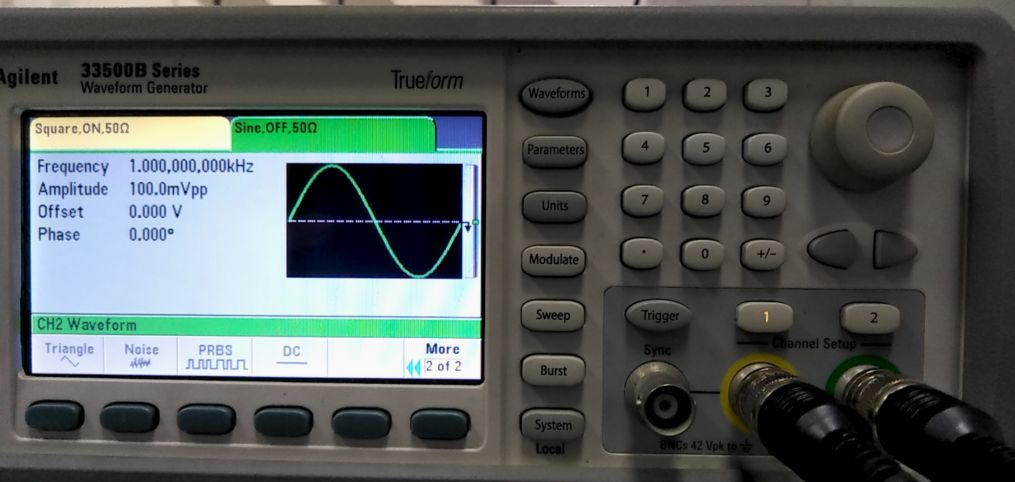 Agilent
33500B Series
Waveform Generator
Trueform
Square,ON,50Ω
Sine,OFF,50Ω
Frequency 1.000,000,000kHz
Amplitude 100.0mVpp
Offset 0.000 V
Phase 0.000°
CH2 Waveform
Triangle
Noise
PRBS
DC
More
2 of 2
Waveforms
Parameters
Units
Modulate
Sweep
Burst
System
Local
1 2 3
4 5 6
7 8 9
. 0 +/−
Trigger
1
2
Channel Setup
Sync
BNCs 42 Vpk to